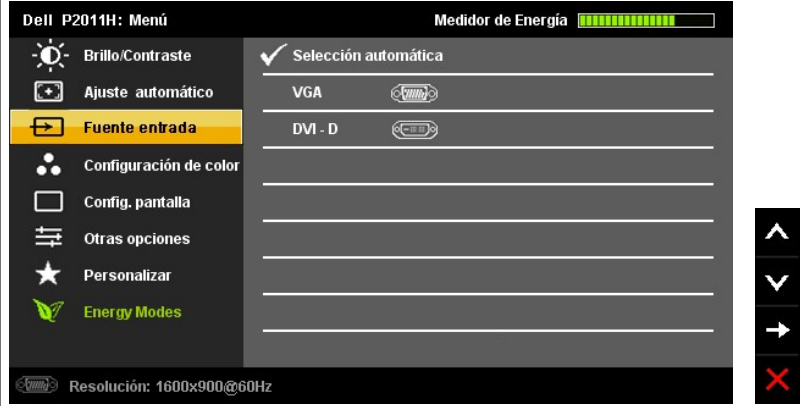 Dell P2011H: Menú
Medidor de Energía
Brillo/Contraste
Selección automática
Ajuste automático
VGA
Fuente entrada
DVI - D
Configuración de color
Config. pantalla
Otras opciones
Personalizar
Energy Modes
Resolución: 1600x900@60Hz